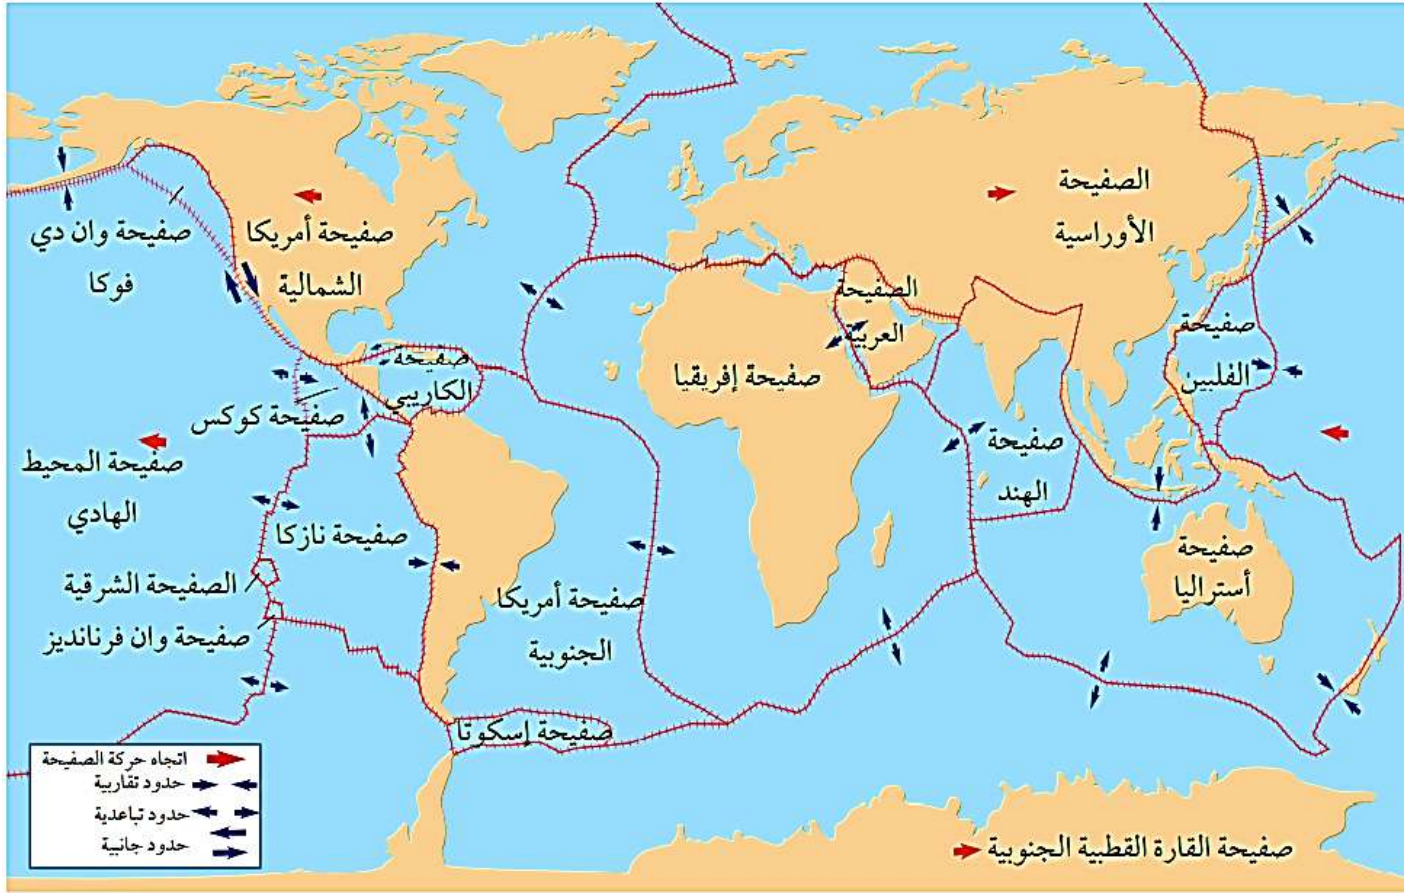 الصفيحة
الأوراسية
صفيحة وان دي
فوكا
صفيحة أمريكا
الشمالية
الصفيحة
العربية
صفيحة
الفلبين
صفيحة
الكاريبي
صفيحة إفريقيا
صفيحة كوكس
صفيحة
الهند
صفيحة المحيط
الهادي
صفيحة نازكا
صفيحة
أستراليا
الصفيحة الشرقية
صفيحة أمريكا
الجنوبية
صفيحة وان فرنانديز
صفيحة إسكوتا
اتجاه حركة الصفيحة
حدود تقاربية
حدود تباعدية
حدود جانبية
صفيحة القارة القطبية الجنوبية